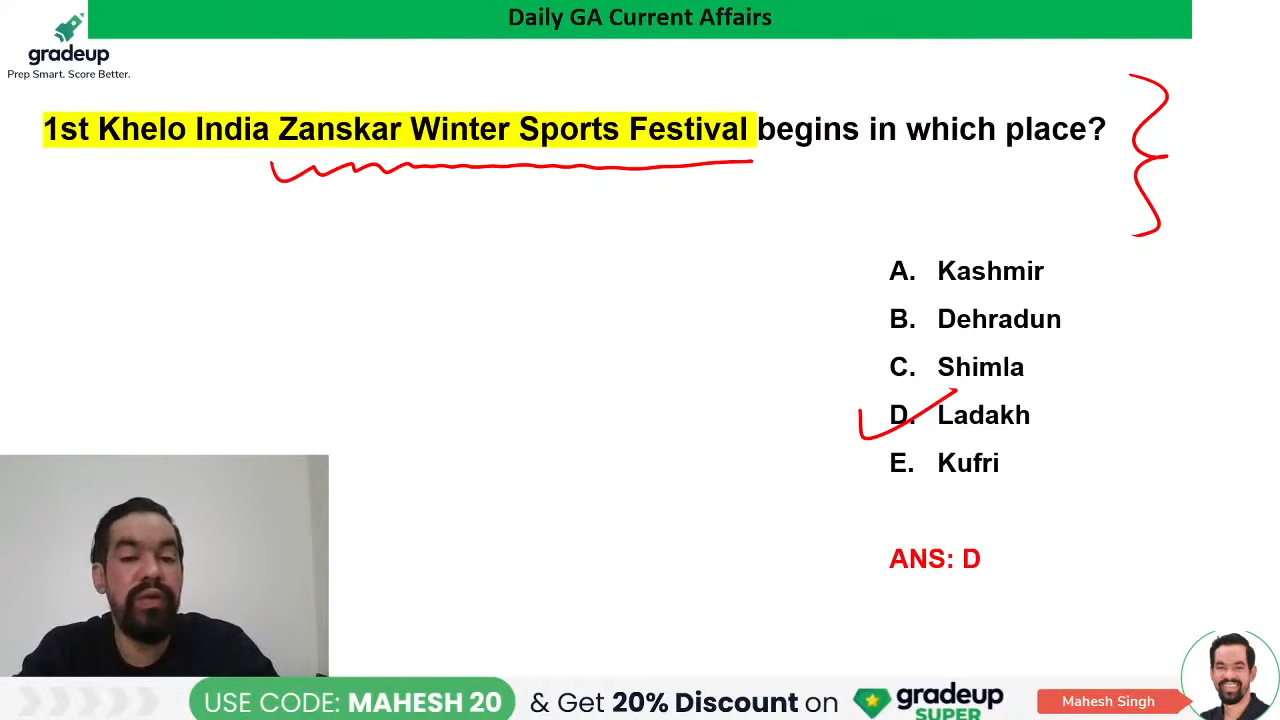 Daily GA Current Affairs
gradeup
Prep Smart. Score Better.
1st Khelo India Zanskar Winter Sports Festival begins in which place?
A. Kashmir
B. Dehradun
C. Shimla
D. Ladakh
E. Kufri
ANS: D
USE CODE: MAHESH 20 & Get 20% Discount on gradeup SUPER
Mahesh Singh